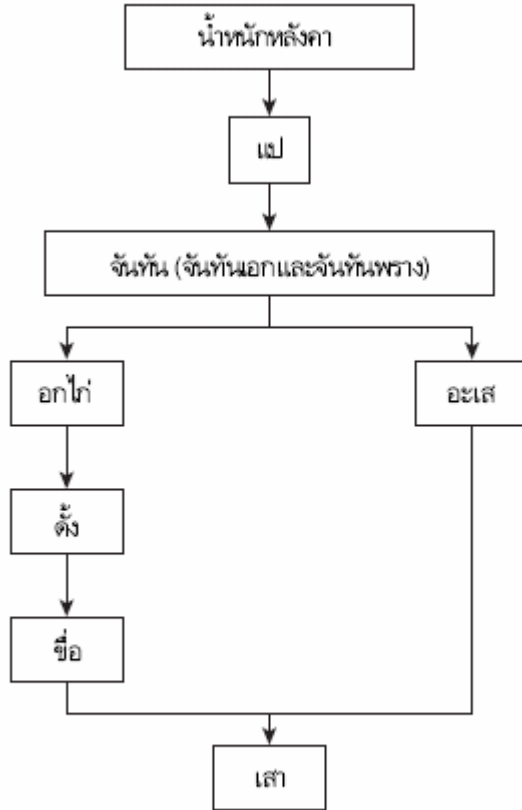 น้ำหนักหลังคา
แป
จันทัน (จันทันเอกและจันทันพราง)
อกไก่
อะเส
ดั้ง
ขื่อ
เสา